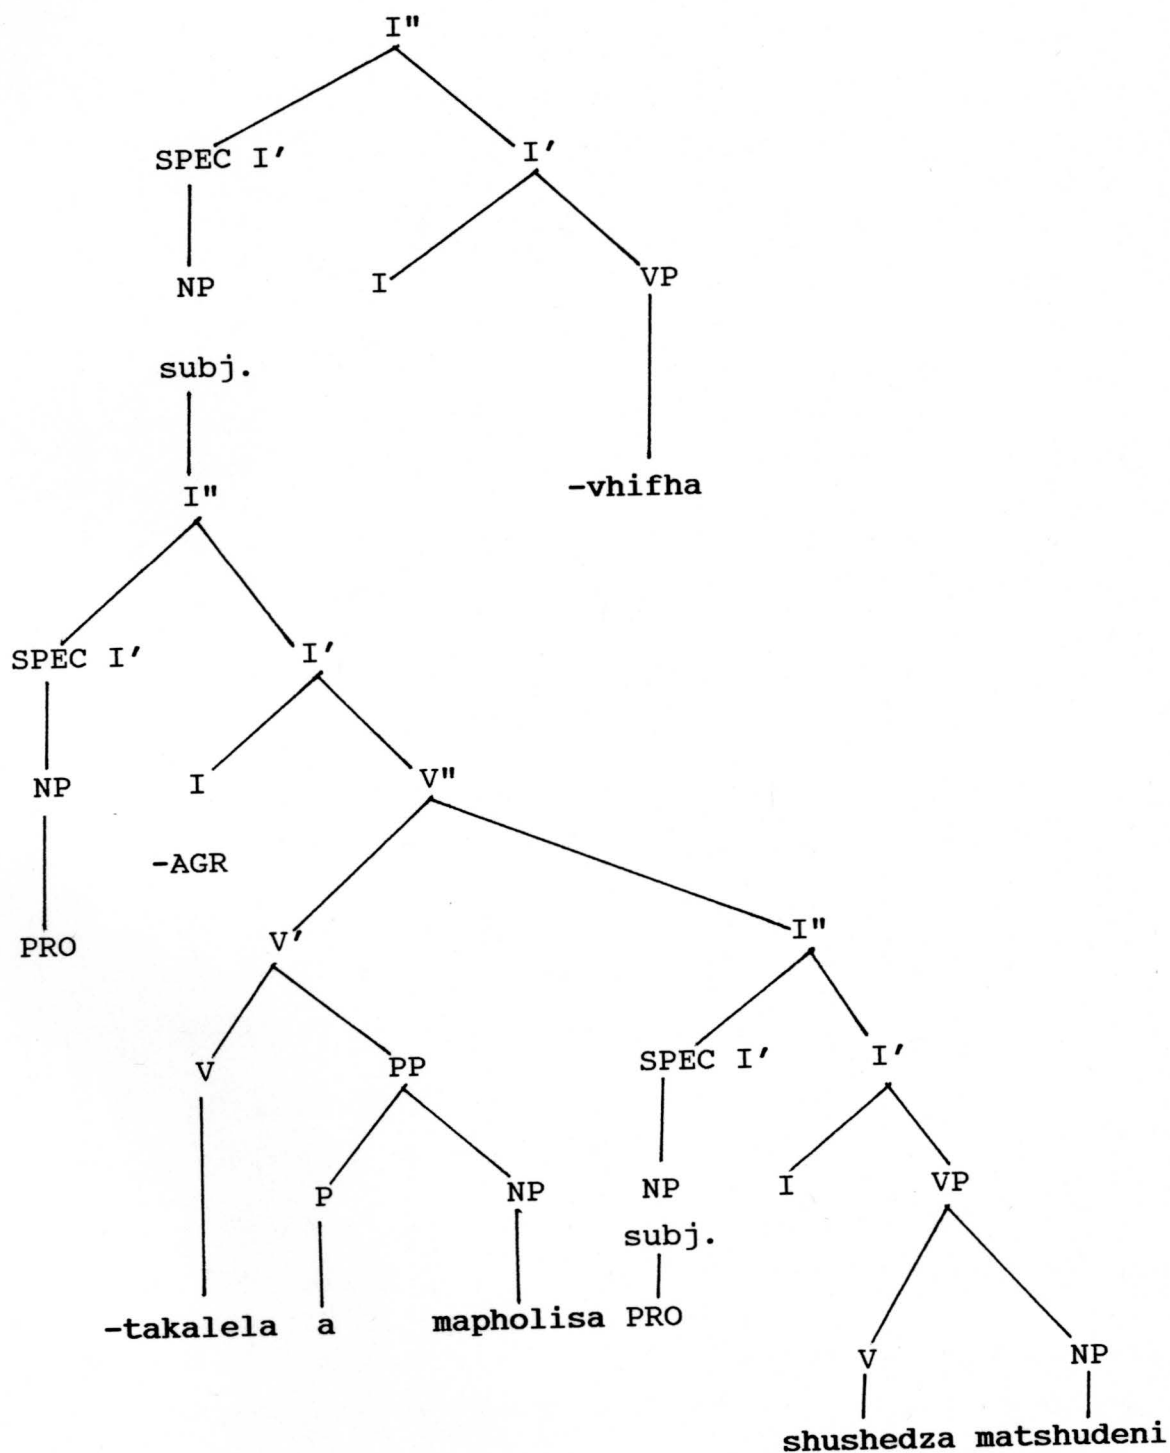 I"
SPEC I' I'
NP I VP
subj.
-vhifha
I"
SPEC I' I'
NP I V"
-AGR
PRO V' I"
V PP SPEC I' I'
P NP NP I VP
subj.
-takalela a mapholisa PRO
V NP
shushedza matshudeni